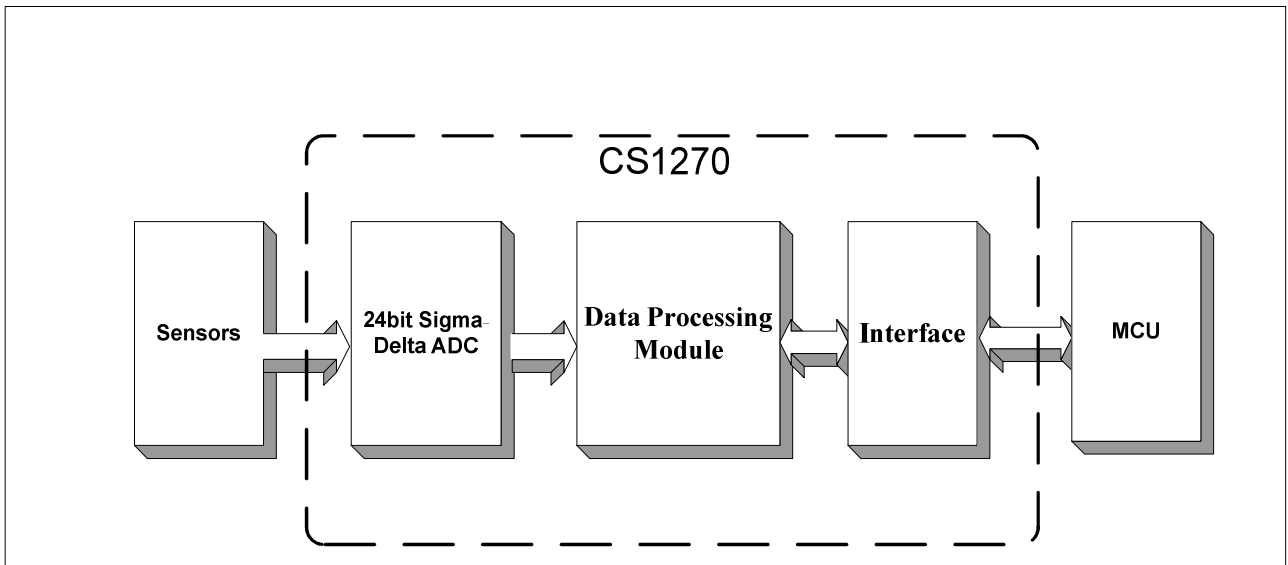 CS1270
Sensors
24bit Sigma-
Delta ADC
Data Processing
Module
Interface
MCU